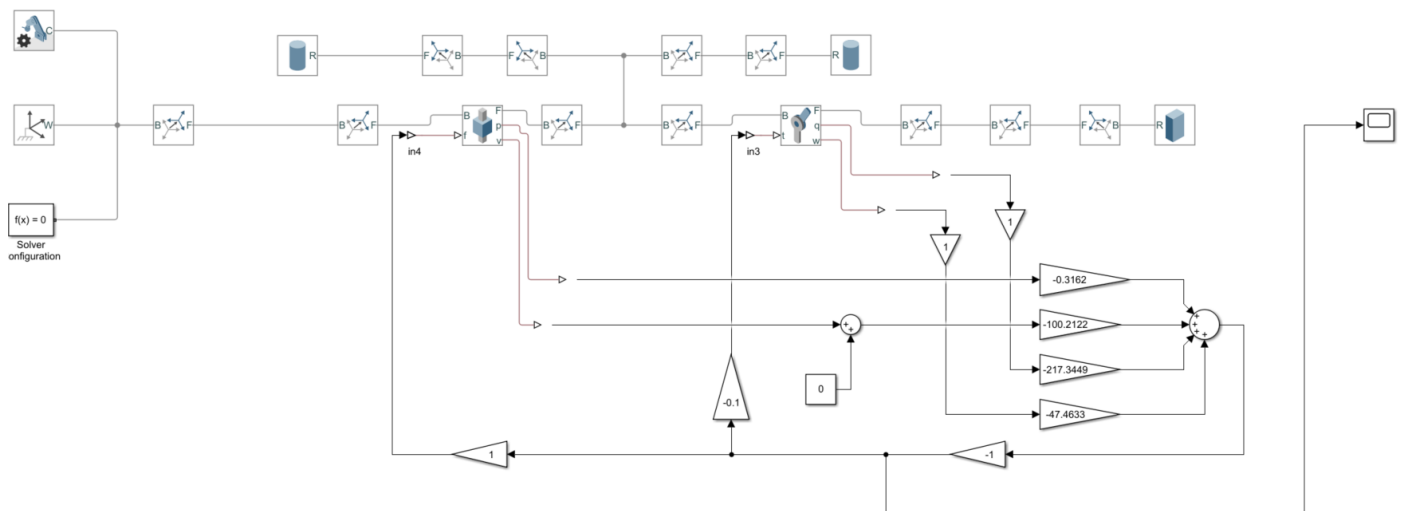 C
R F B F B B F B F R
W B F B F B F B F B F B F B F B F F B R
f p v t q w
in4 in3
f(x) = 0
Solver
onfiguration
1
1
-0.3162
-100.2122
0
-217.3449
-0.1
-47.4633
1 -1